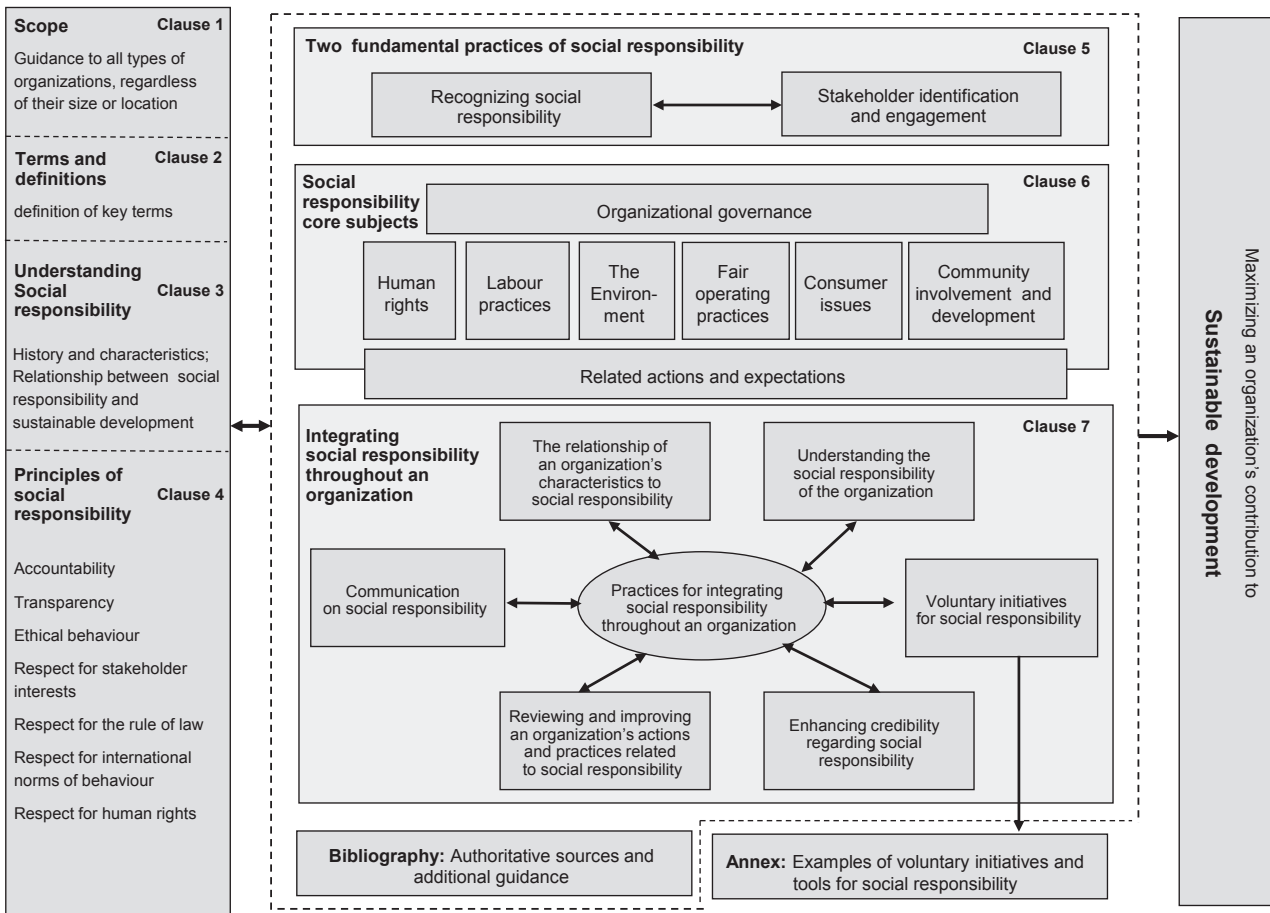 Scope Clause 1
Guidance to all types of
organizations, regardless
of their size or location
Terms and Clause 2
definitions
definition of key terms
Understanding
Social Clause 3
responsibility
History and characteristics;
Relationship between social
responsibility and
sustainable development
Principles of
social Clause 4
responsibility
Accountability
Transparency
Ethical behaviour
Respect for stakeholder
interests
Respect for the rule of law
Respect for international
norms of behaviour
Respect for human rights
Two fundamental practices of social responsibility Clause 5
Recognizing social
responsibility
Stakeholder identification
and engagement
Social
responsibility
core subjects
Clause 6
Organizational governance
Human
rights
Labour
practices
The
Environ-
ment
Fair
operating
practices
Consumer
issues
Community
involvement and
development
Related actions and expectations
Integrating
social responsibility
throughout an
organization
Clause 7
The relationship of
an organization’s
characteristics to
social responsibility
Understanding the
social responsibility
of the organization
Communication
on social responsibility
Practices for integrating
social responsibility
throughout an organization
Voluntary initiatives
for social responsibility
Reviewing and improving
an organization’s actions
and practices related
to social responsibility
Enhancing credibility
regarding social
responsibility
Bibliography: Authoritative sources and
additional guidance
Annex: Examples of voluntary initiatives and
tools for social responsibility
Maximizing an organization’s contribution to
Sustainable development